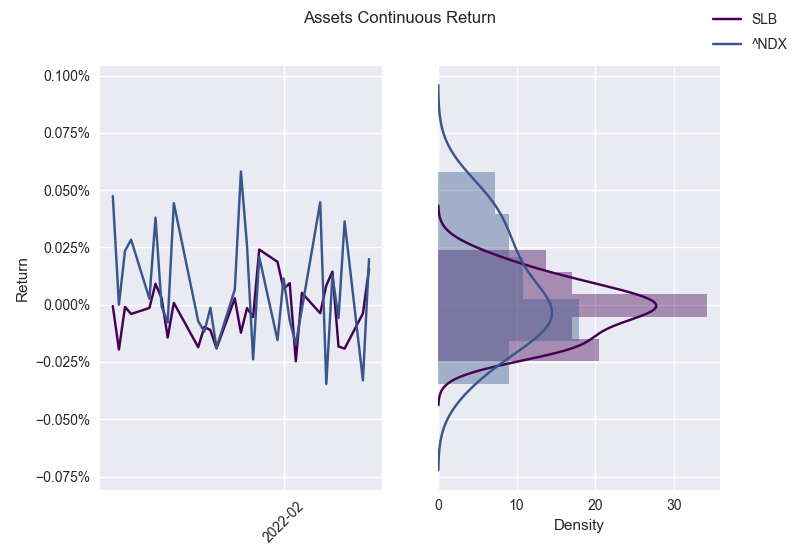 Assets Continuous Return
SLB
^NDX
0.100%
0.075%
0.050%
0.025%
0.000%
−0.025%
−0.050%
−0.075%
Return
2022-02
0
10
20
30
Density